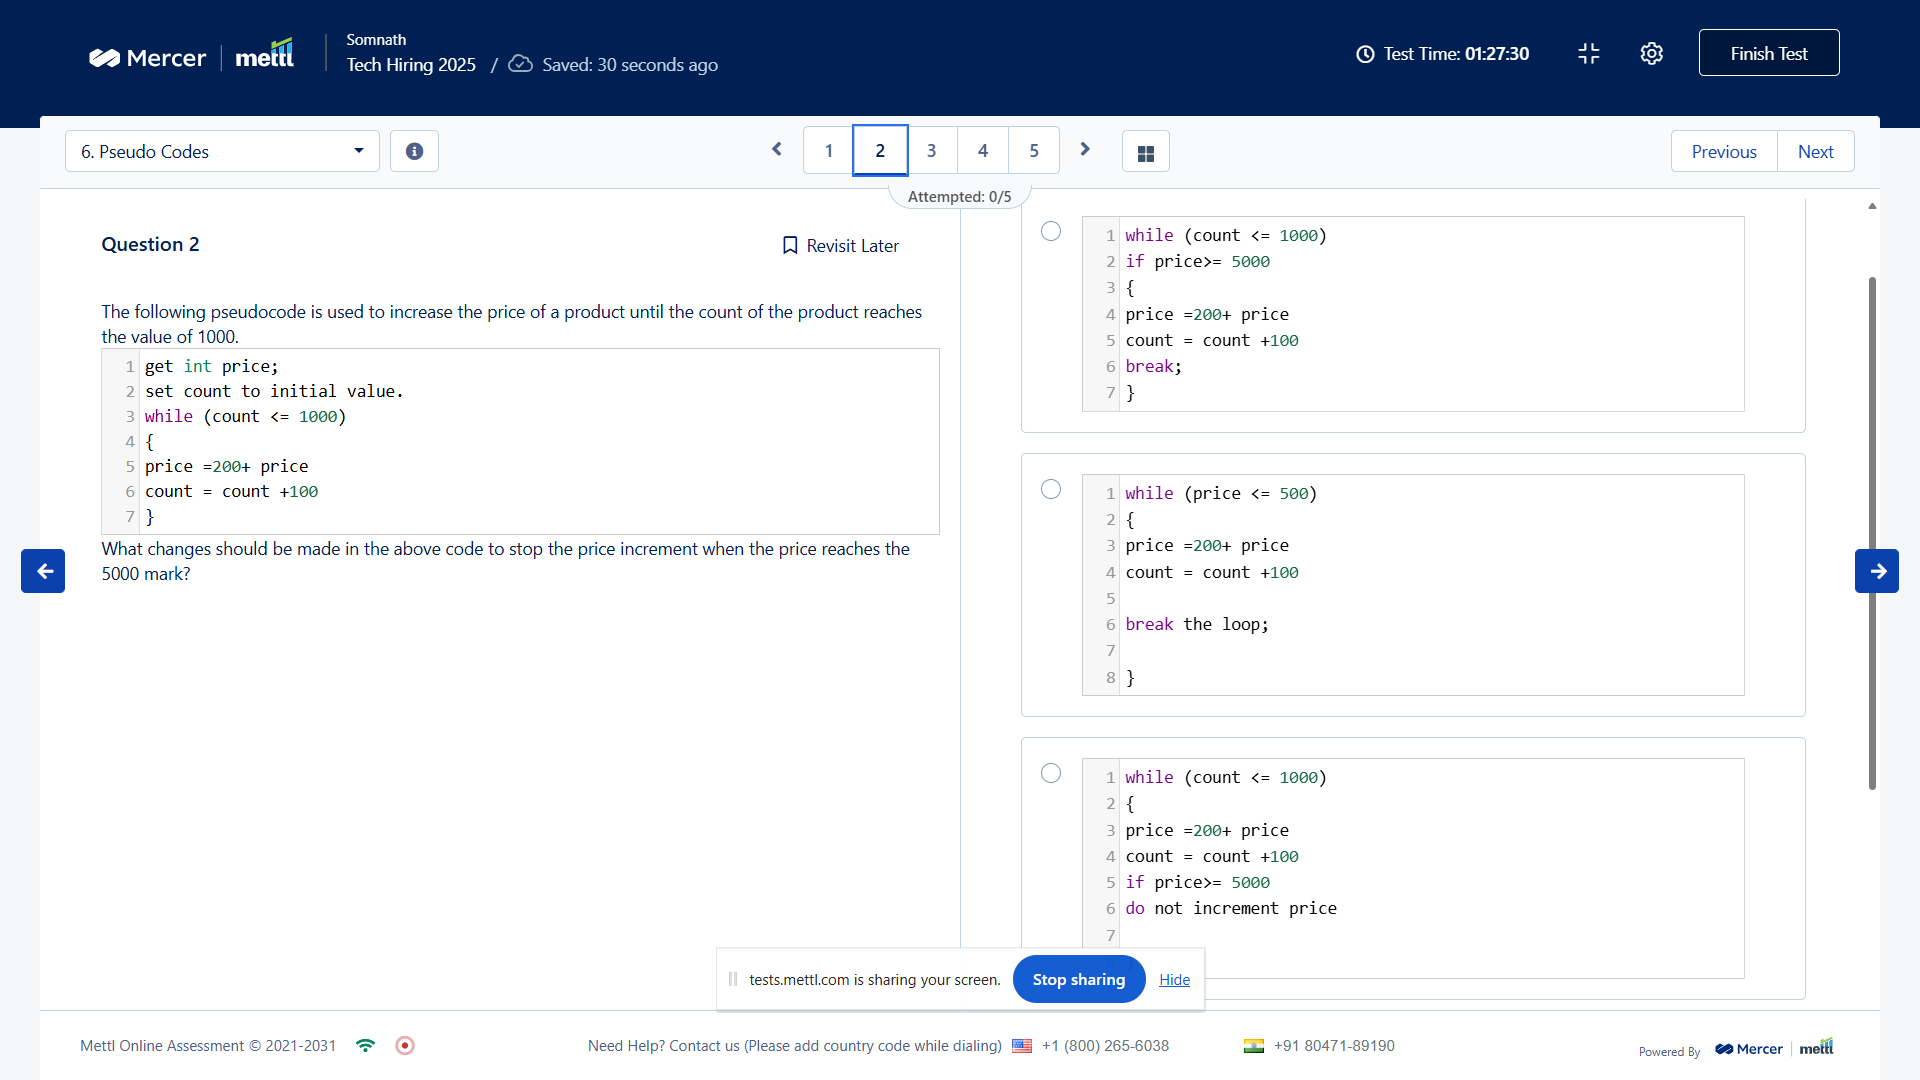 Mercer mettl
Somnath
Tech Hiring 2025 / Saved: 30 seconds ago
Test Time: 01:27:30
Finish Test
6. Pseudo Codes
1 2 3 4 5
Previous Next
Attempted: 0/5
Question 2
Revisit Later
The following pseudocode is used to increase the price of a product until the count of the product reaches
the value of 1000.
1 get int price;
2 set count to initial value.
3 while (count <= 1000)
4 {
5 price =200+ price
6 count = count +100
7 }
What changes should be made in the above code to stop the price increment when the price reaches the
5000 mark?
1 while (count <= 1000)
2 if price>= 5000
3 {
4 price =200+ price
5 count = count +100
6 break;
7 }
1 while (price <= 500)
2 {
3 price =200+ price
4 count = count +100
5
6 break the loop;
7
8 }
1 while (count <= 1000)
2 {
3 price =200+ price
4 count = count +100
5 if price>= 5000
6 do not increment price
7
tests.mettl.com is sharing your screen. Stop sharing Hide
Mettl Online Assessment © 2021-2031
Need Help? Contact us (Please add country code while dialing) +1 (800) 265-6038 +91 80471-89190
Powered By Mercer mettl